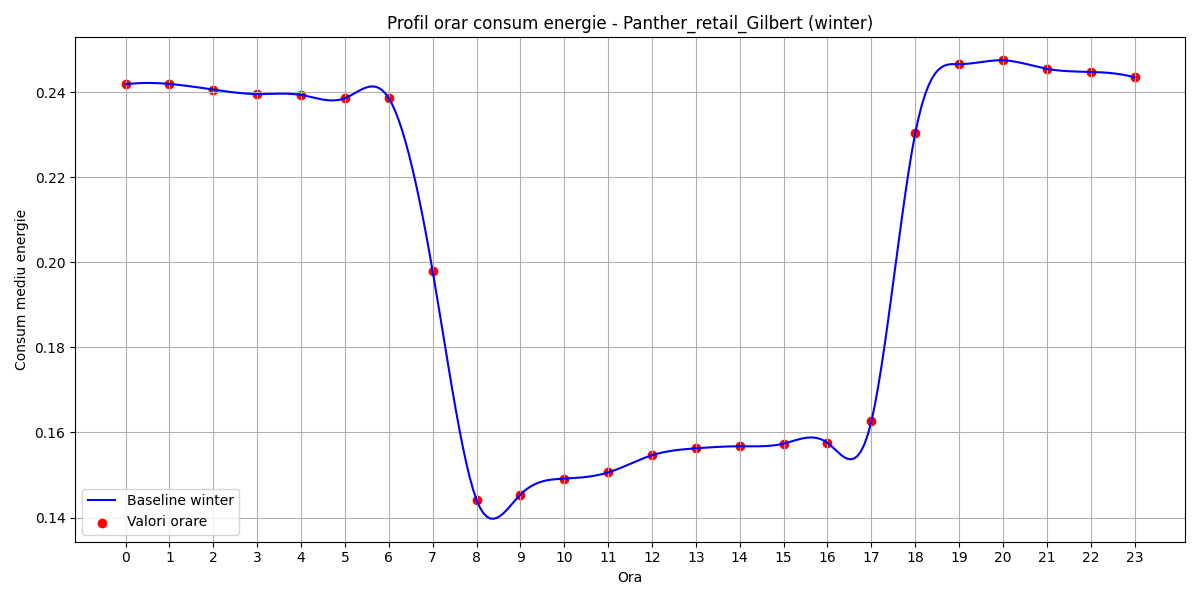 Profil orar consum energie - Panther_retail_Gilbert (winter)
Consum mediu energie
0.24
0.22
0.20
0.18
0.16
0.14
Baseline winter
Valori orare
0 1 2 3 4 5 6 7 8 9 10 11 12 13 14 15 16 17 18 19 20 21 22 23
Ora